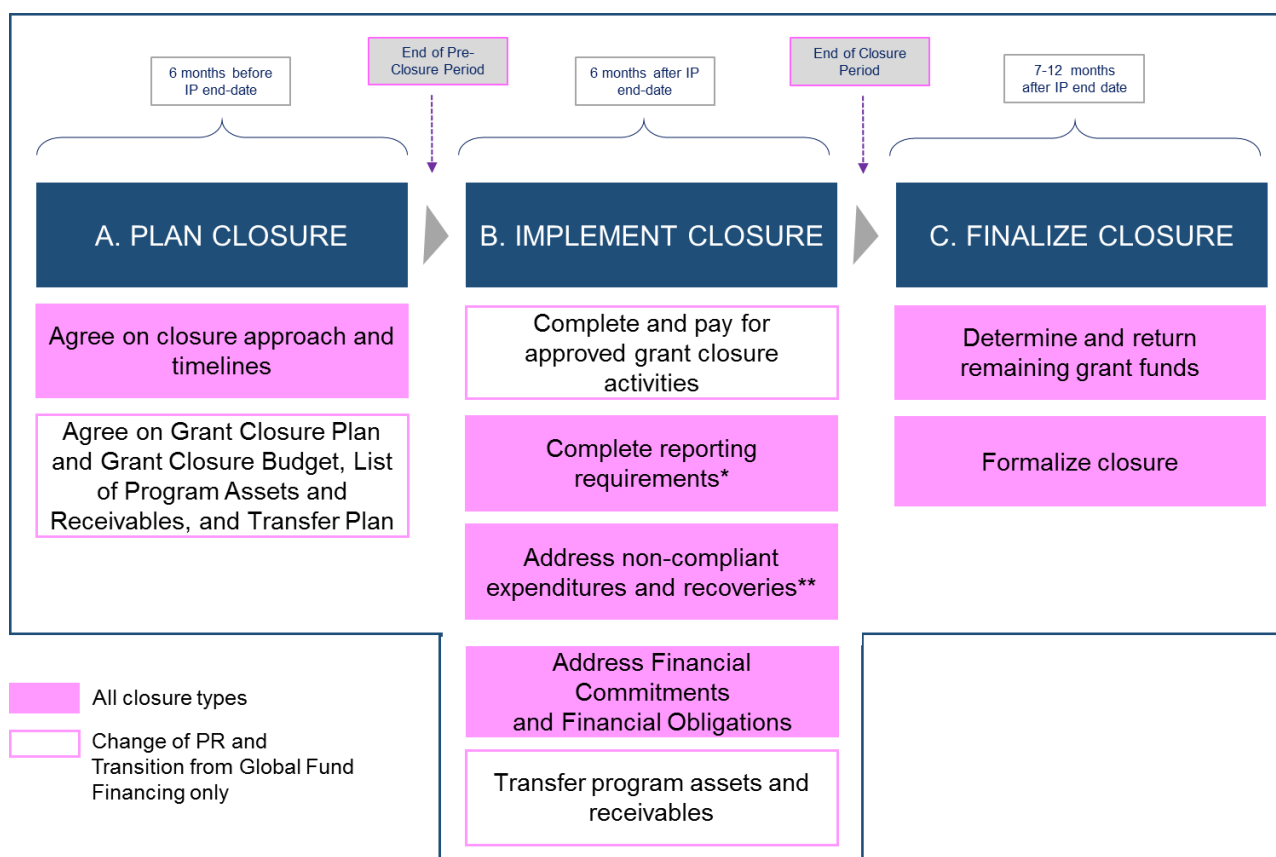 6 months before
IP end-date
End of Pre-
Closure Period
6 months after IP
end-date
End of Closure
Period
7-12 months
after IP end date
A. PLAN CLOSURE
B. IMPLEMENT CLOSURE
C. FINALIZE CLOSURE
Agree on closure approach and
timelines
Agree on Grant Closure Plan
and Grant Closure Budget, List
of Program Assets and
Receivables, and Transfer Plan
Complete and pay for
approved grant closure
activities
Complete reporting
requirements*
Address non-compliant
expenditures and recoveries**
Address Financial
Commitments
and Financial Obligations
Transfer program assets and
receivables
Determine and return
remaining grant funds
Formalize closure
All closure types
Change of PR and
Transition from Global Fund
Financing only